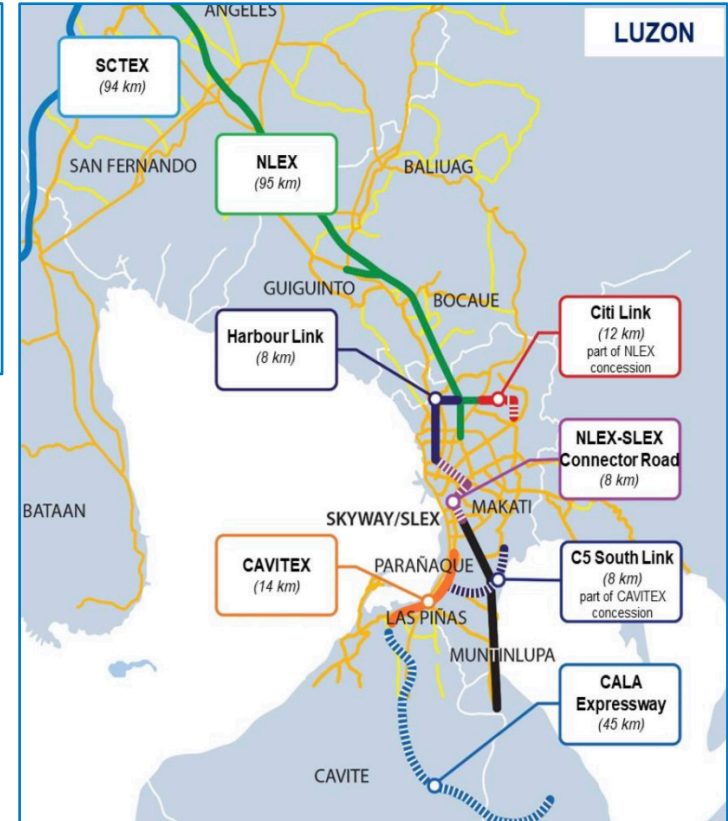 ANGELES
LUZON
SCTEX
(94 km)
SAN FERNANDO
NLEX
(95 km)
BALIUAG
GUIGUINTO
BOCAUE
Harbour Link
(8 km)
Citi Link
(12 km)
part of NLEX
concession
NLEX-SLEX
Connector Road
(8 km)
BATAAN
MAKATI
SKYWAY/SLEX
CAVITEX
(14 km)
PARAÑAQUE
C5 South Link
(8 km)
part of CAVITEX
concession
LAS PIÑAS
MUNTINLUPA
CALA
Expressway
(45 km)
CAVITE